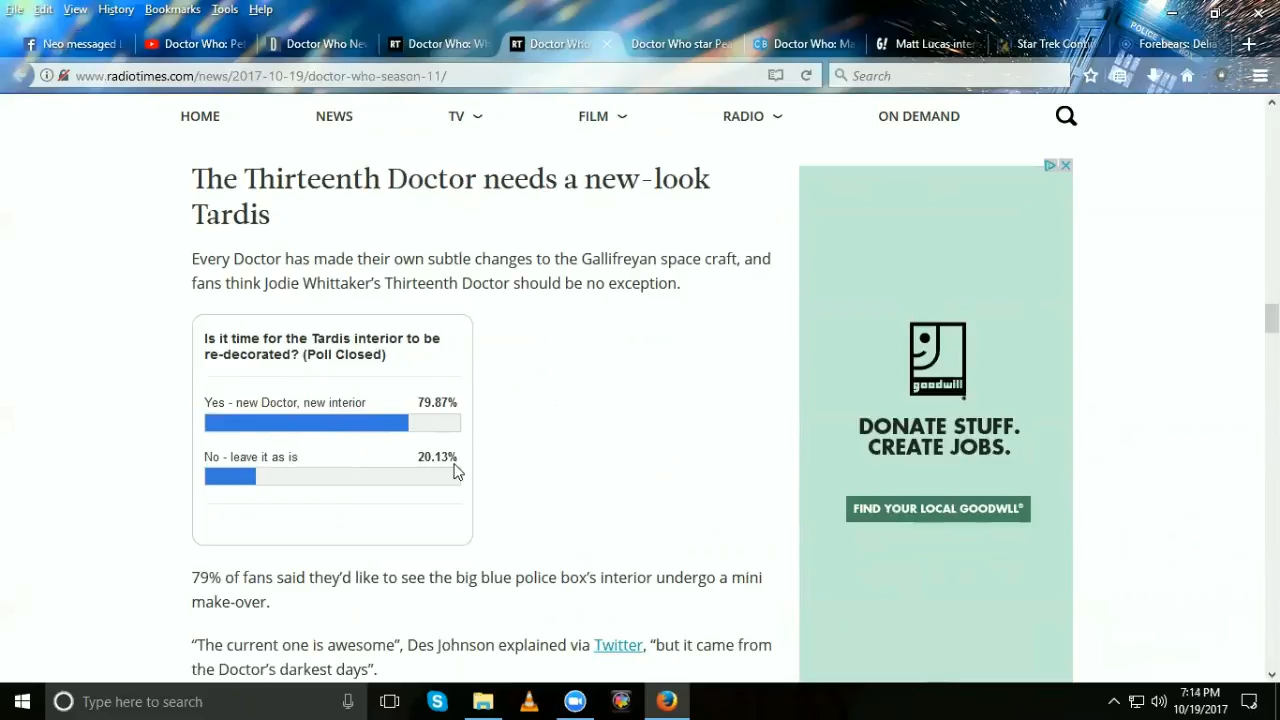 File Edit View History Bookmarks Tools Help
Neo messaged
Doctor Who: Pe
Doctor Who Ne
Doctor Who: W
Doctor Who
Doctor Who star Pe
Doctor Who: Ma
Matt Lucas-inte
Star Trek Con
Forebears: Del
www.radiotimes.com/news/2017-10-19/doctor-who-season-11/
Search
HOME NEWS TV FILM RADIO ON DEMAND
The Thirteenth Doctor needs a new-look
Tardis
Every Doctor has made their own subtle changes to the Gallifreyan space craft, and
fans think Jodie Whittaker's Thirteenth Doctor should be no exception.
Is it time for the Tardis interior to be
re-decorated? (Poll Closed)
Yes - new Doctor, new interior 79.87%
No - leave it as is 20.13%
79% of fans said they'd like to see the big blue police box's interior undergo a mini
make-over.
“The current one is awesome”, Des Johnson explained via Twitter, “but it came from
the Doctor's darkest days”.
goodwill
DONATE STUFF.
CREATE JOBS.
FIND YOUR LOCAL GOODWLL®
Type here to search
7:14 PM
10/19/2017